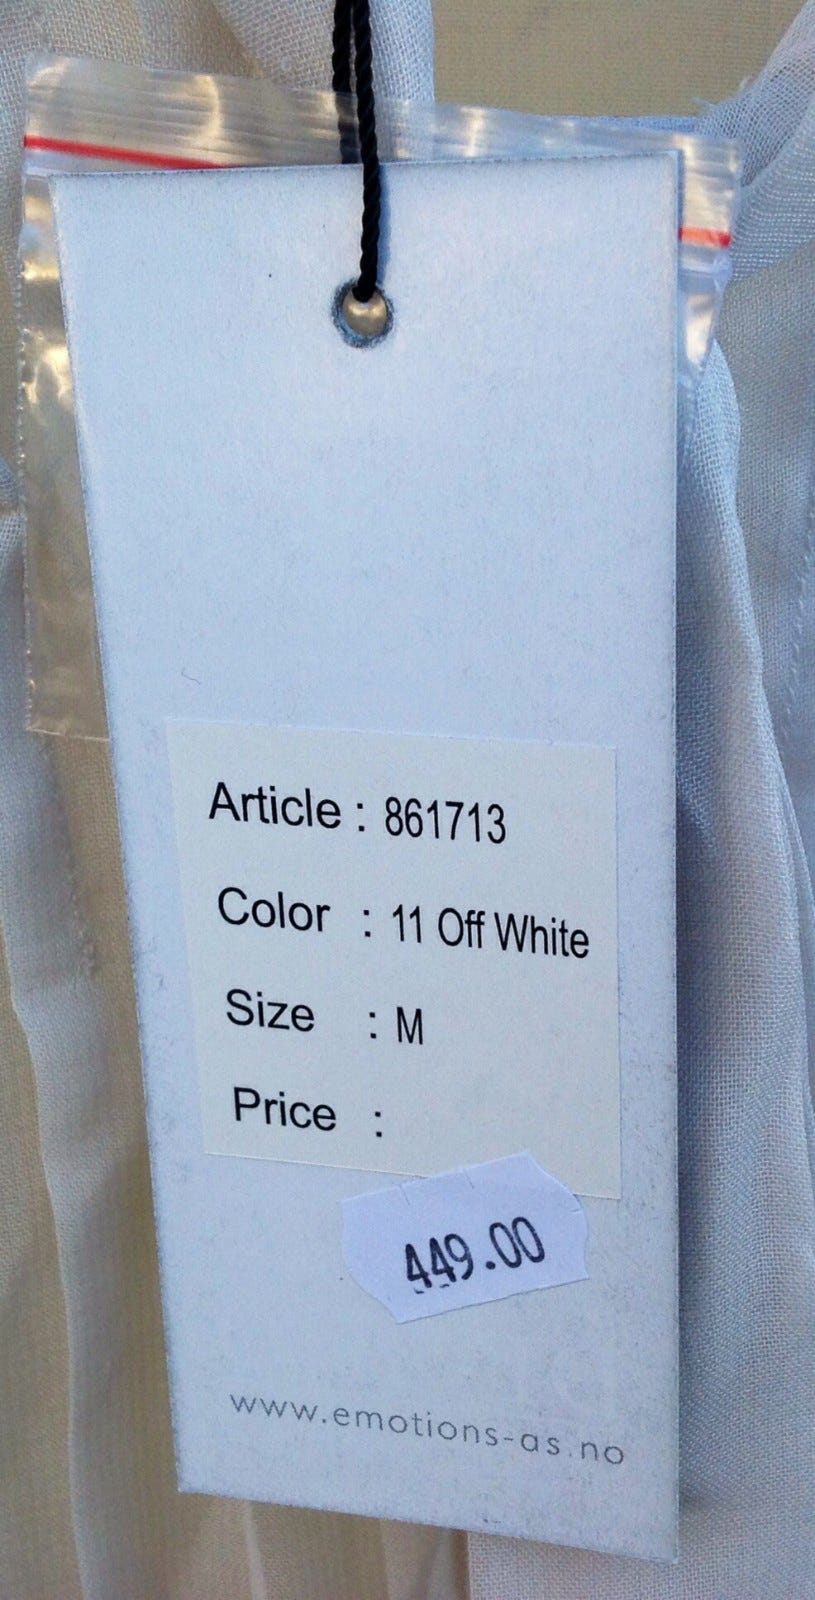 Article : 861713
Color : 11 Off White
Size : M
Price :
449.00
www.emotions-as.no